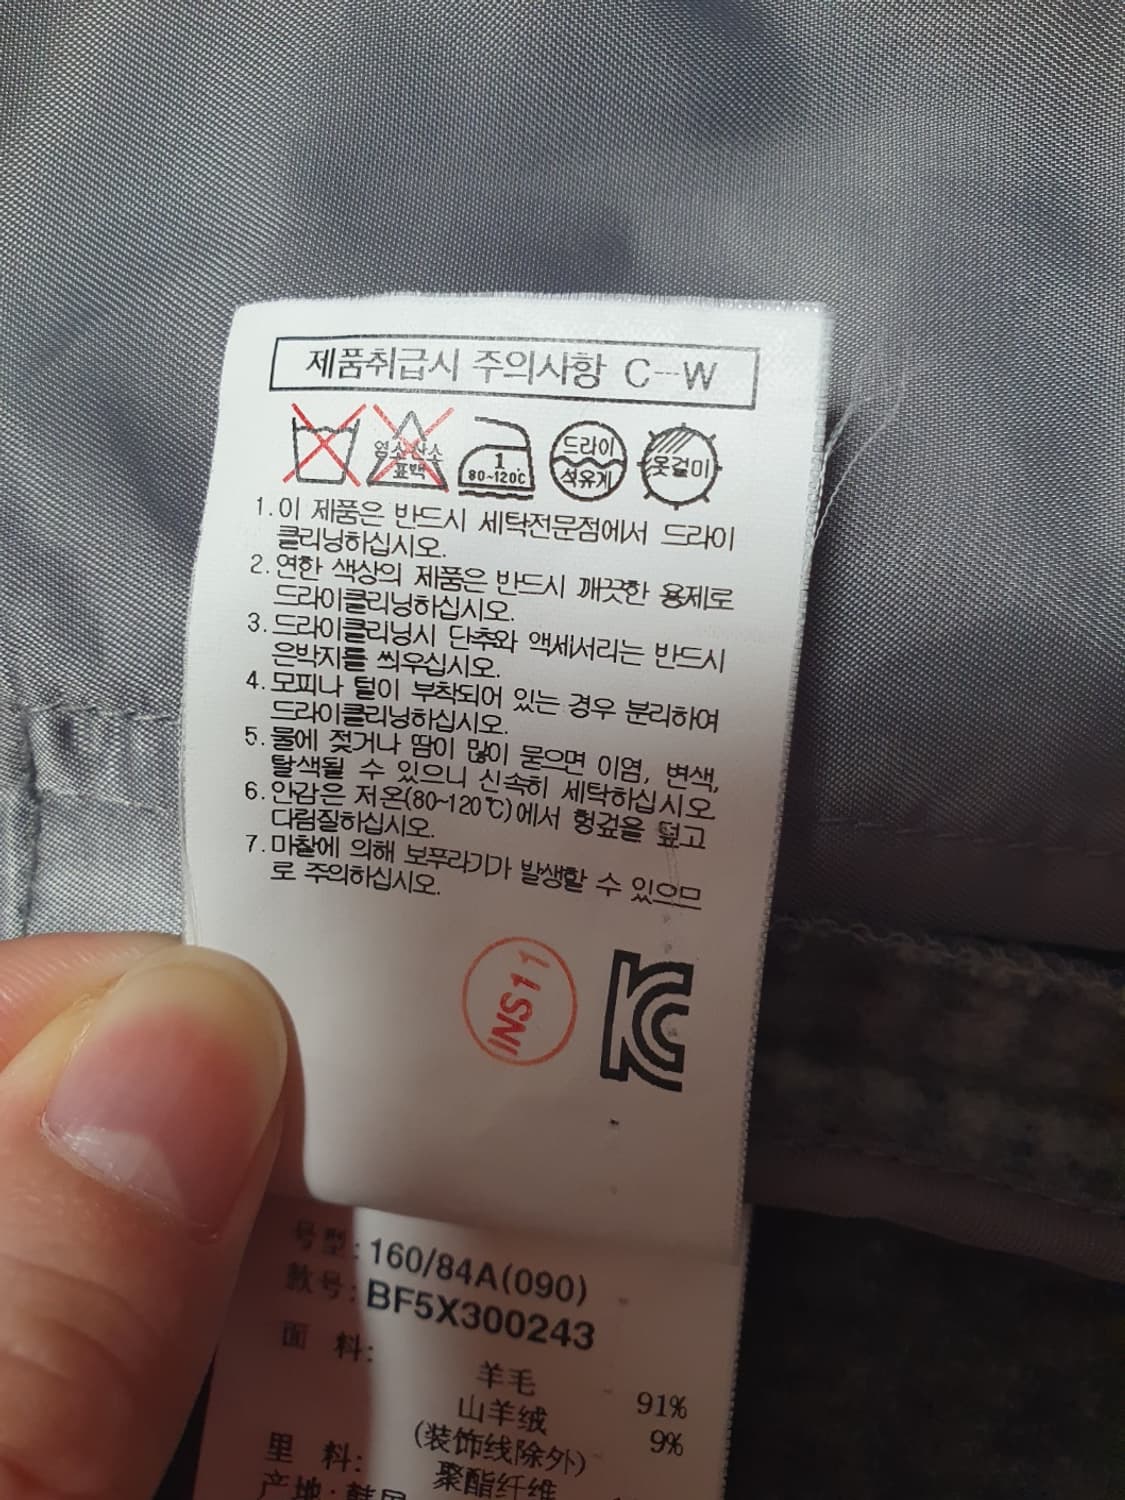 제품취급시 주의사항 C--W
염소산소
표백
1
80~120℃
드라이
석유계
옷걸이
1.이 제품은 반드시 세탁전문점에서 드라이
클리닝하십시오.
2.연한 색상의 제품은 반드시 깨끗한 용제로
드라이클리닝하십시오.
3.드라이클리닝시 단추와 액세서리는 반드시
은박지를 씌우십시오.
4.모피나 털이 부착되어 있는 경우 분리하여
드라이클리닝하십시오.
5.물에 젖거나 땀이 많이 묻으면 이염, 변색,
탈색될 수 있으니 신속히 세탁하십시오.
6.안감은 저온(80~120℃)에서 헝겊을 덮고
다림질하십시오.
7.마찰에 의해 보푸라기가 발생할 수 있으므
로 주의하십시오.
INS11
KC
号型: 160/84A(090)
款号: BF5X300243
面 料:
羊毛 91%
山羊绒 9%
(装饰线除外)
里 料: 聚酯纤维
产地: 韩国